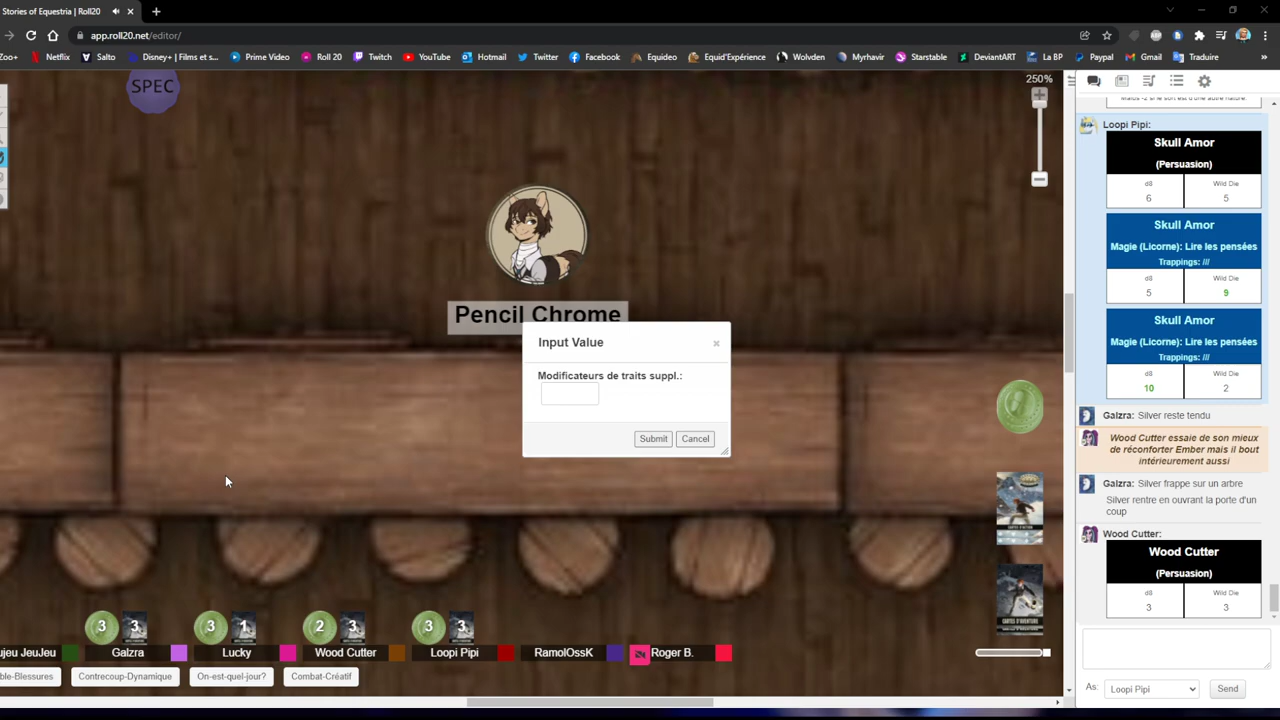 Stories of Equestria | Roll20
app.roll20.net/editor/
Zoo+
Netflix
Salto
Disney+ | Films et s...
Prime Video
Roll 20
Twitch
YouTube
Hotmail
Twitter
Facebook
Equideo
Equid'Expérience
Wolvden
Myrhavir
Starstable
DeviantART
La BP
Paypal
Gmail
Traduire
»
SPEC
250%
Pencil Chrome
Input Value
Modificateurs de traits suppl.:
Submit
Cancel
Loopi Pipi:
Skull Amor
(Persuasion)
d8
Wild Die
6
5
Skull Amor
Magie (Licorne): Lire les pensées
Trappings: ///
d8
Wild Die
5
9
Skull Amor
Magie (Licorne): Lire les pensées
Trappings: ///
d8
Wild Die
10
2
Galzra: Silver reste tendu
Wood Cutter essaie de son mieux
de réconforter Ember mais il bout
intérieurement aussi
Galzra: Silver frappe sur un arbre
Silver rentre en ouvrant la porte d'un
coup
Wood Cutter:
Wood Cutter
(Persuasion)
d8
Wild Die
3
3
3
3
3
1
2
3
3
3
ujeu JeuJeu
Galzra
Lucky
Wood Cutter
Loopi Pipi
RamolOssK
Roger B.
ble-Blessures
Contrecoup-Dynamique
On-est-quel-jour?
Combat-Créatif
As:
Loopi Pipi
Send